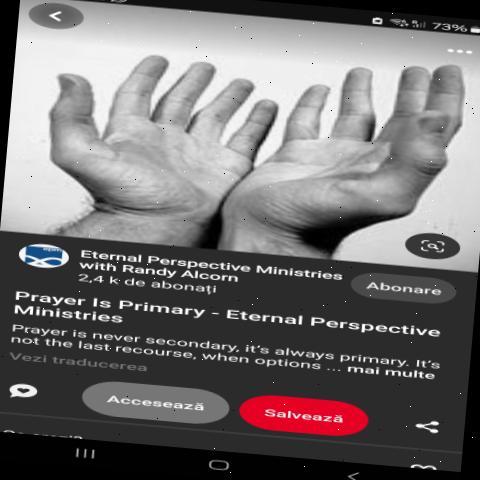 73%
Eternal Perspective Ministries
with Randy Alcorn
2,4 k de abonați
Abonare
Prayer Is Primary - Eternal Perspective
Ministries
Prayer is never secondary, it's always primary. It's
not the last recourse, when options ... mai multe
Vezi traducerea
Accesează
Salvează